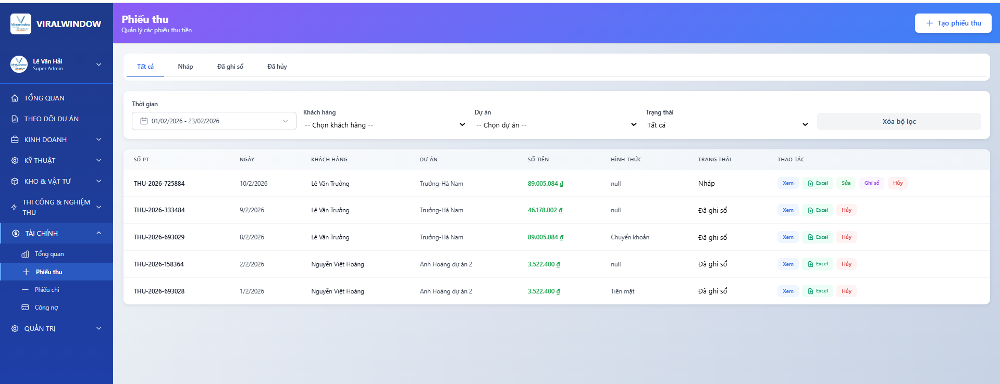 Viralwindow
VIRALWINDOW
Lê Văn Hải
Super Admin
TỔNG QUAN
THEO DÕI DỰ ÁN
KINH DOANH
KỸ THUẬT
KHO & VẬT TƯ
THI CÔNG & NGHIỆM
THU
TÀI CHÍNH
Tổng quan
Phiếu thu
Phiếu chi
Công nợ
QUẢN TRỊ
Phiếu thu
Quản lý các phiếu thu tiền
Tạo phiếu thu
Tất cả Nháp Đã ghi sổ Đã hủy
Thời gian
01/02/2026 - 23/02/2026
Khách hàng
-- Chọn khách hàng --
Dự án
-- Chọn dự án --
Trạng thái
Tất cả
Xóa bộ lọc
SỐ PT NGÀY KHÁCH HÀNG DỰ ÁN SỐ TIỀN HÌNH THỨC TRẠNG THÁI THAO TÁC
THU-2026-725884 10/2/2026 Lê Văn Trưởng Trưởng-Hà Nam 89.005.084 ₫ null Nháp Xem Excel Sửa Ghi sổ Hủy
THU-2026-333484 9/2/2026 Lê Văn Trưởng Trưởng-Hà Nam 46.178.002 ₫ null Đã ghi sổ Xem Excel Hủy
THU-2026-693029 8/2/2026 Lê Văn Trưởng Trưởng-Hà Nam 89.005.084 ₫ Chuyển khoản Đã ghi sổ Xem Excel Hủy
THU-2026-158364 2/2/2026 Nguyễn Việt Hoàng Anh Hoàng dự án 2 3.522.400 ₫ null Đã ghi sổ Xem Excel Hủy
THU-2026-693028 1/2/2026 Nguyễn Việt Hoàng Anh Hoàng dự án 2 3.522.400 ₫ Tiền mặt Đã ghi sổ Xem Excel Hủy